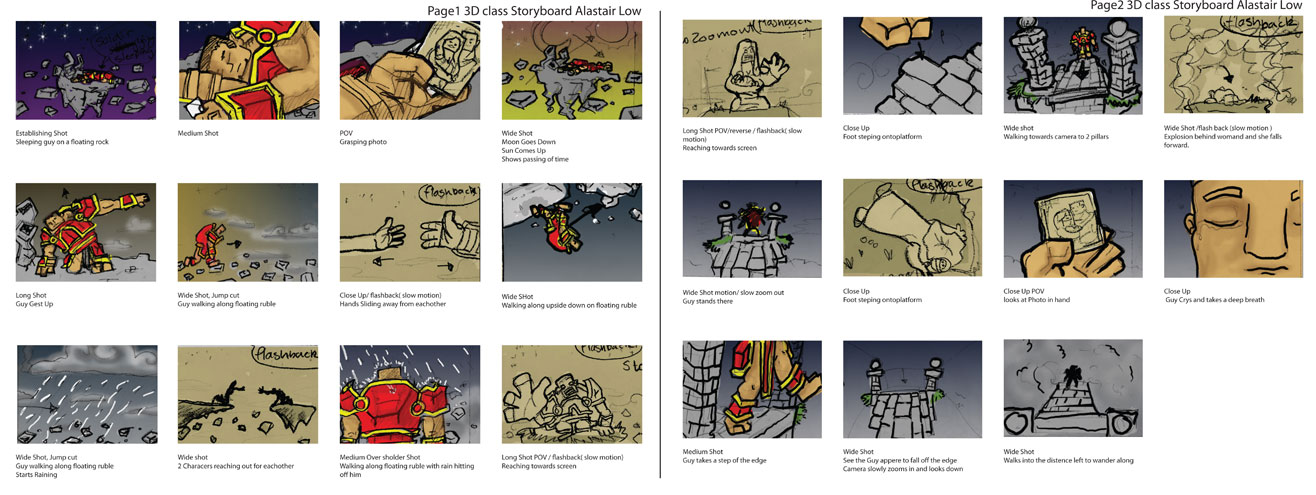 Page1 3D class Storyboard Alastair Low
Establishing Shot
Sleeping guy on a floating rock
Medium Shot
POV
Grasping photo
Wide Shot
Moon Goes Down
Sun Comes Up
Shows passing of time
Long Shot
Guy Gest Up
Wide Shot, Jump cut
Guy walking along floating ruble
flashback
Close Up/ flashback( slow motion)
Hands Sliding away from eachother
Wide SHot
Walking along upside down on floating ruble
Wide Shot, Jump cut
Guy walking along floating ruble
Starts Raining
flashback
Wide shot
2 Characers reaching out for eachother
Medium Over sholder Shot
Walking along floating ruble with rain hitting
off him
flashback
Long Shot POV / flashback( slow motion)
Reaching towards screen
Page2 3D class Storyboard Alastair Low
flashback
Zoomout
Long Shot POV/reverse / flashback( slow
motion)
Reaching towards screen
Close Up
Foot steping ontoplatform
Wide shot
Walking towards camera to 2 pillars
flashback
Wide Shot /flash back (slow motion )
Explosion behind womand and she falls
forward.
Wide Shot motion/ slow zoom out
Guy stands there
flashback
Close Up
Foot steping ontoplatform
Close Up POV
looks at Photo in hand
Close Up
Guy Crys and takes a deep breath
Medium Shot
Guy takes a step of the edge
Wide Shot
See the Guy appere to fall off the edge
Camera slowly zooms in and looks down
Wide Shot
Walks into the distence left to wander along